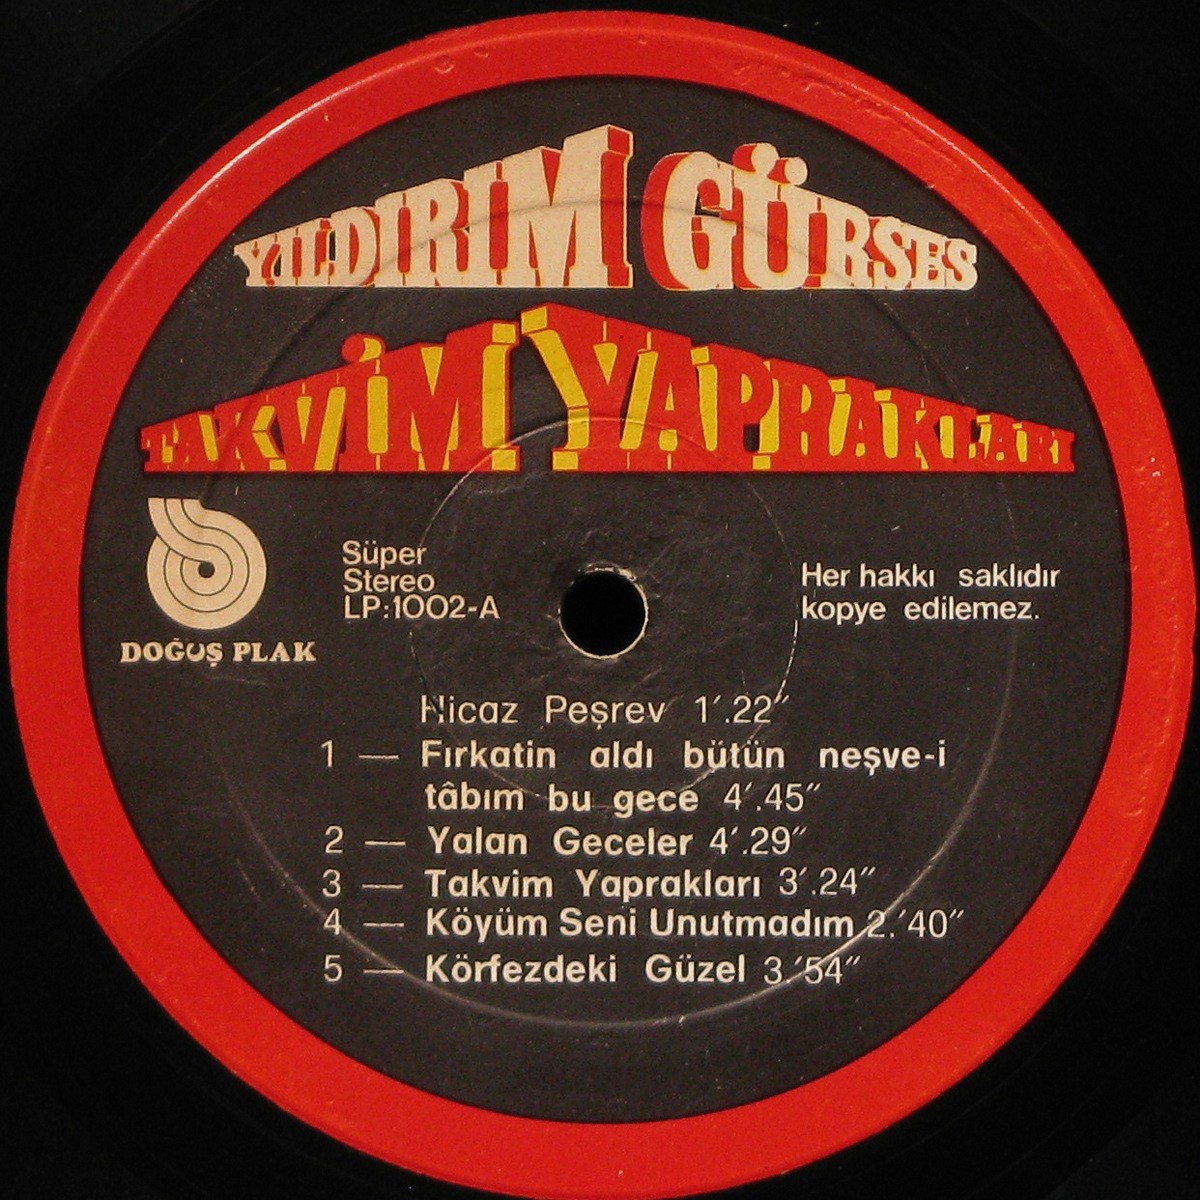 YILDIRIM GÜRSES
TAKVİM YAPRAKLARI
DOĞUŞ PLAK
Süper
Stereo
LP:1002-A
Her hakkı saklıdır
kopye edilemez.
Hicaz Peşrev 1′.22″
1 — Fırkatin aldı bütün neşve-i
tâbım bu gece 4′.45″
2 — Yalan Geceler 4′.29″
3 — Takvim Yaprakları 3′.24″
4 — Köyüm Seni Unutmadım 2.′40″
5 — Körfezdeki Güzel 3.′54″